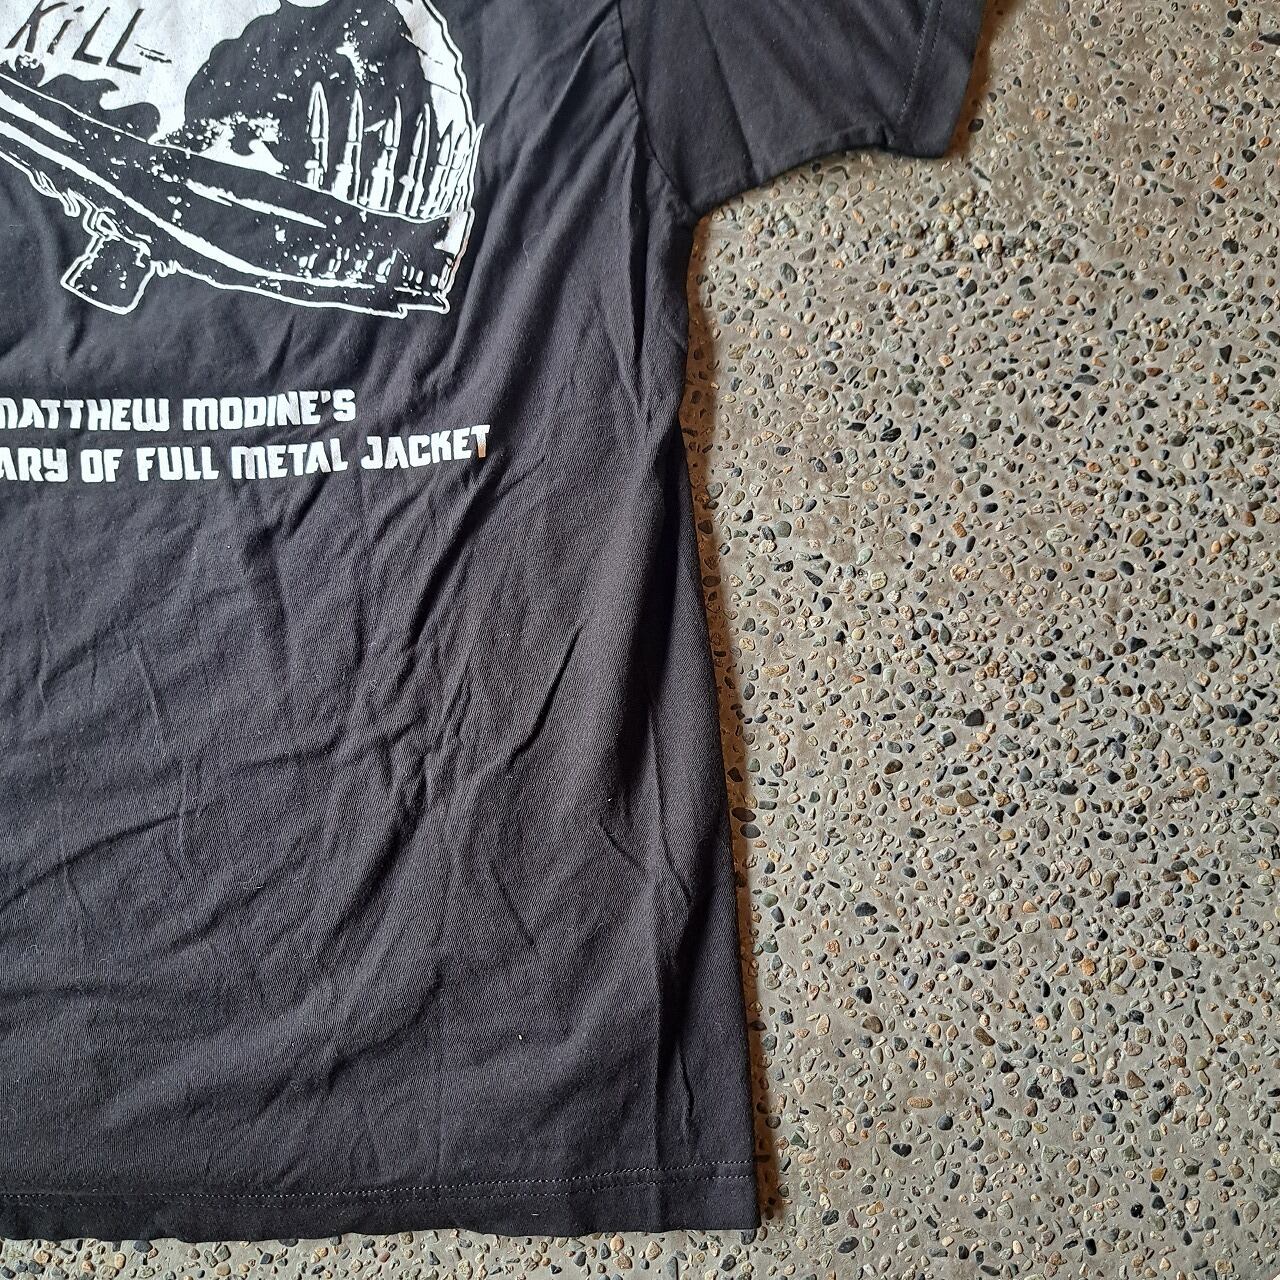 KILL
MATTHEW MODINE'S
ARY OF FULL METAL JACKET